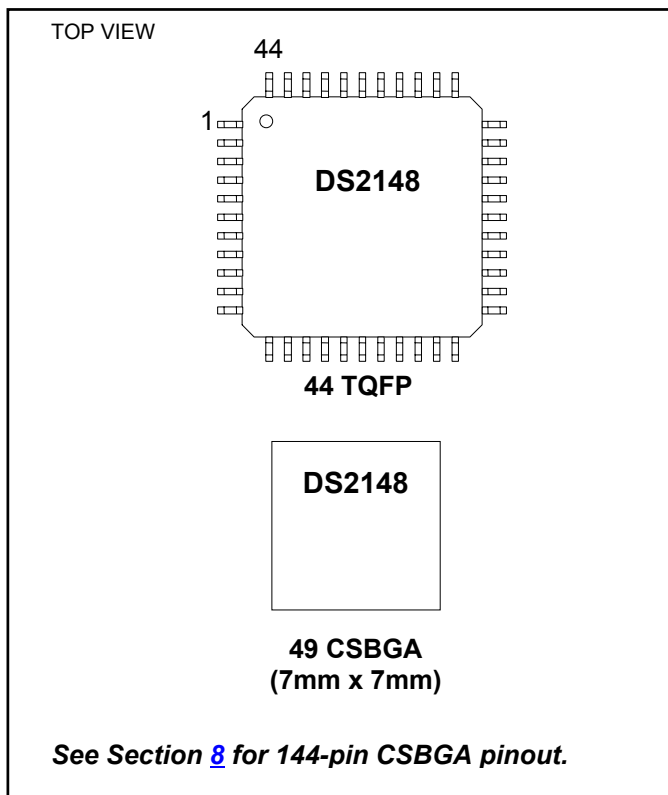 TOP VIEW
44
1
DS2148
44 TQFP
DS2148
49 CSBGA
(7mm x 7mm)
See Section 8 for 144-pin CSBGA pinout.